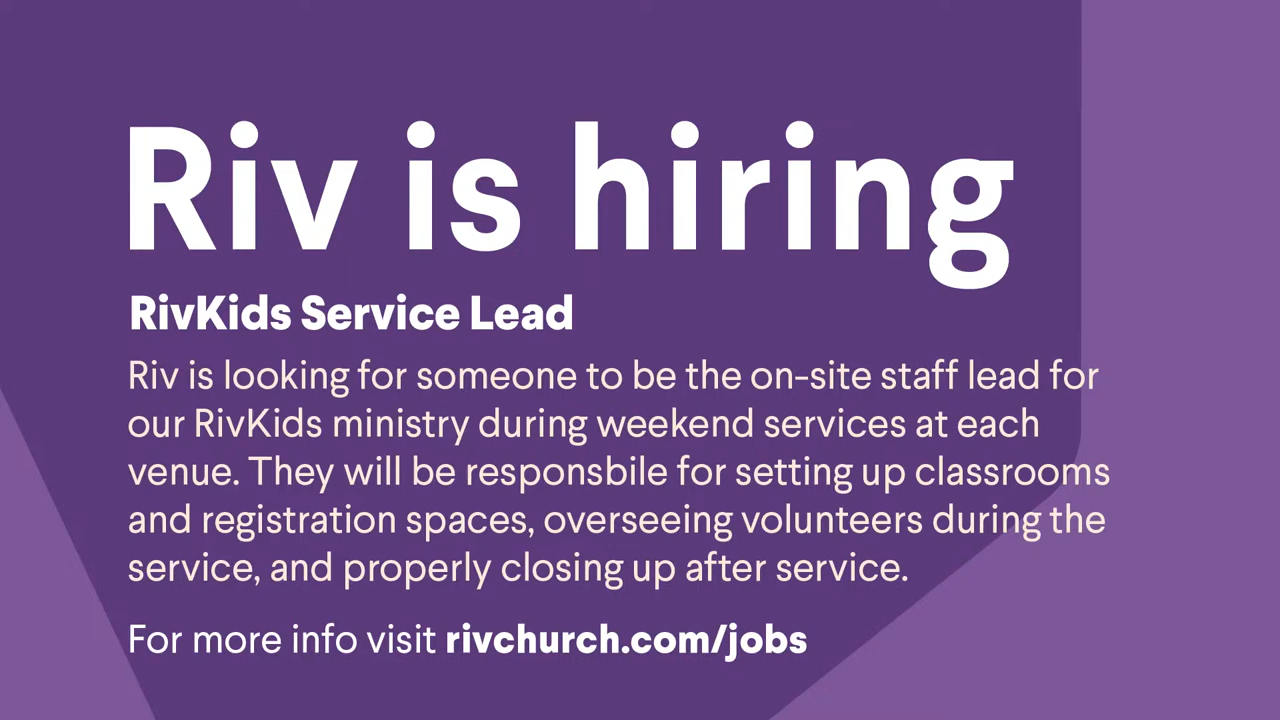 Riv is hiring
RivKids Service Lead
Riv is looking for someone to be the on-site staff lead for
our RivKids ministry during weekend services at each
venue. They will be responsbile for setting up classrooms
and registration spaces, overseeing volunteers during the
service, and properly closing up after service.
For more info visit rivchurch.com/jobs